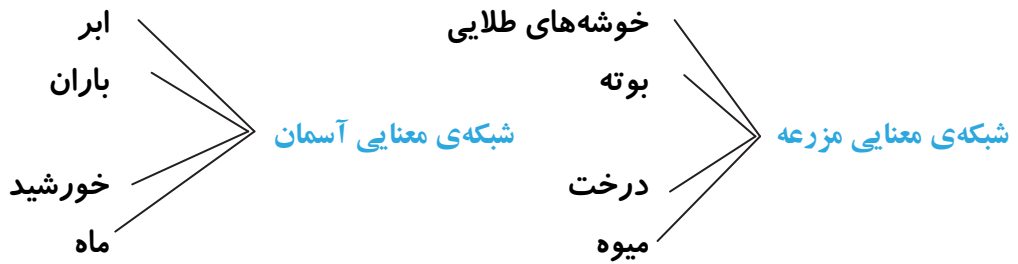 شبکه‌ی معنایی مزرعه
خوشه‌های طلایی
بوته
درخت
میوه
شبکه‌ی معنایی آسمان
ابر
باران
خورشید
ماه